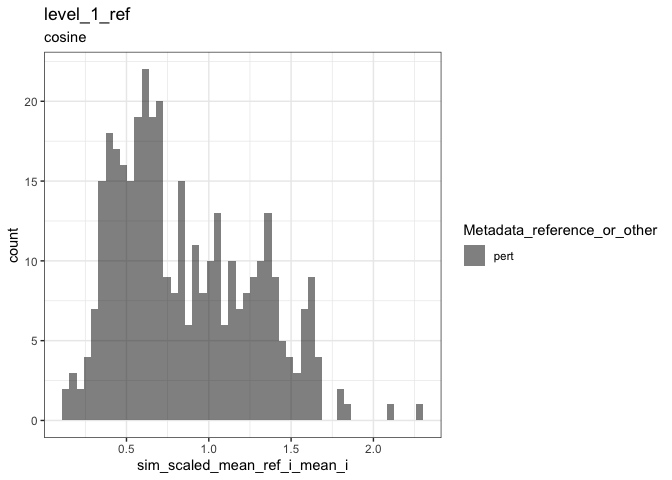 level_1_ref
cosine
20
15
10
5
0
count
0.5
1.0
1.5
2.0
sim_scaled_mean_ref_i_mean_i
Metadata_reference_or_other
pert